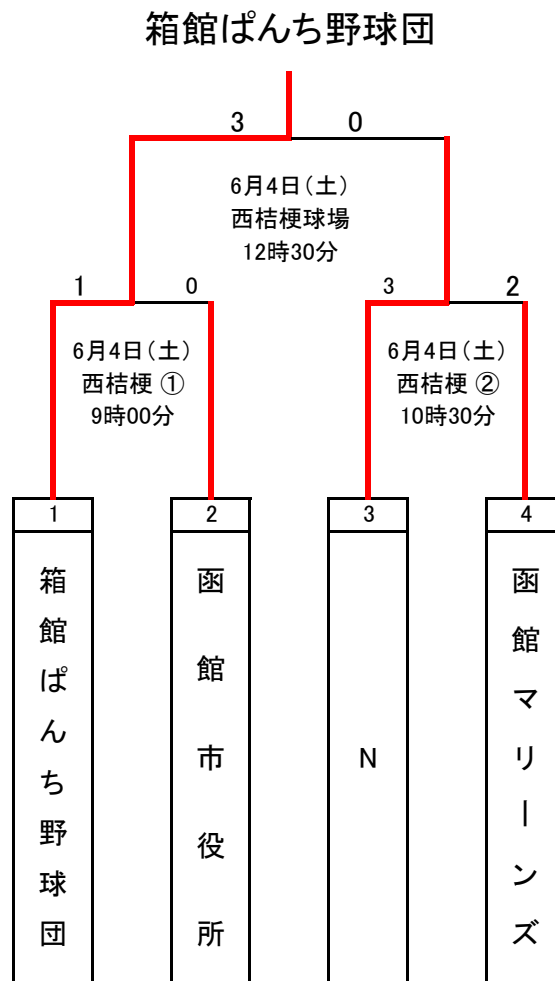 箱館ぱんち野球団
3 0
6月4日(土)
西桔梗球場
12時30分
1 0
3 2
6月4日(土)
西桔梗 ①
9時00分
6月4日(土)
西桔梗 ②
10時30分
1
2
3
4
箱館ぱんち野球団
函館市役所
N
函館マリーンズ